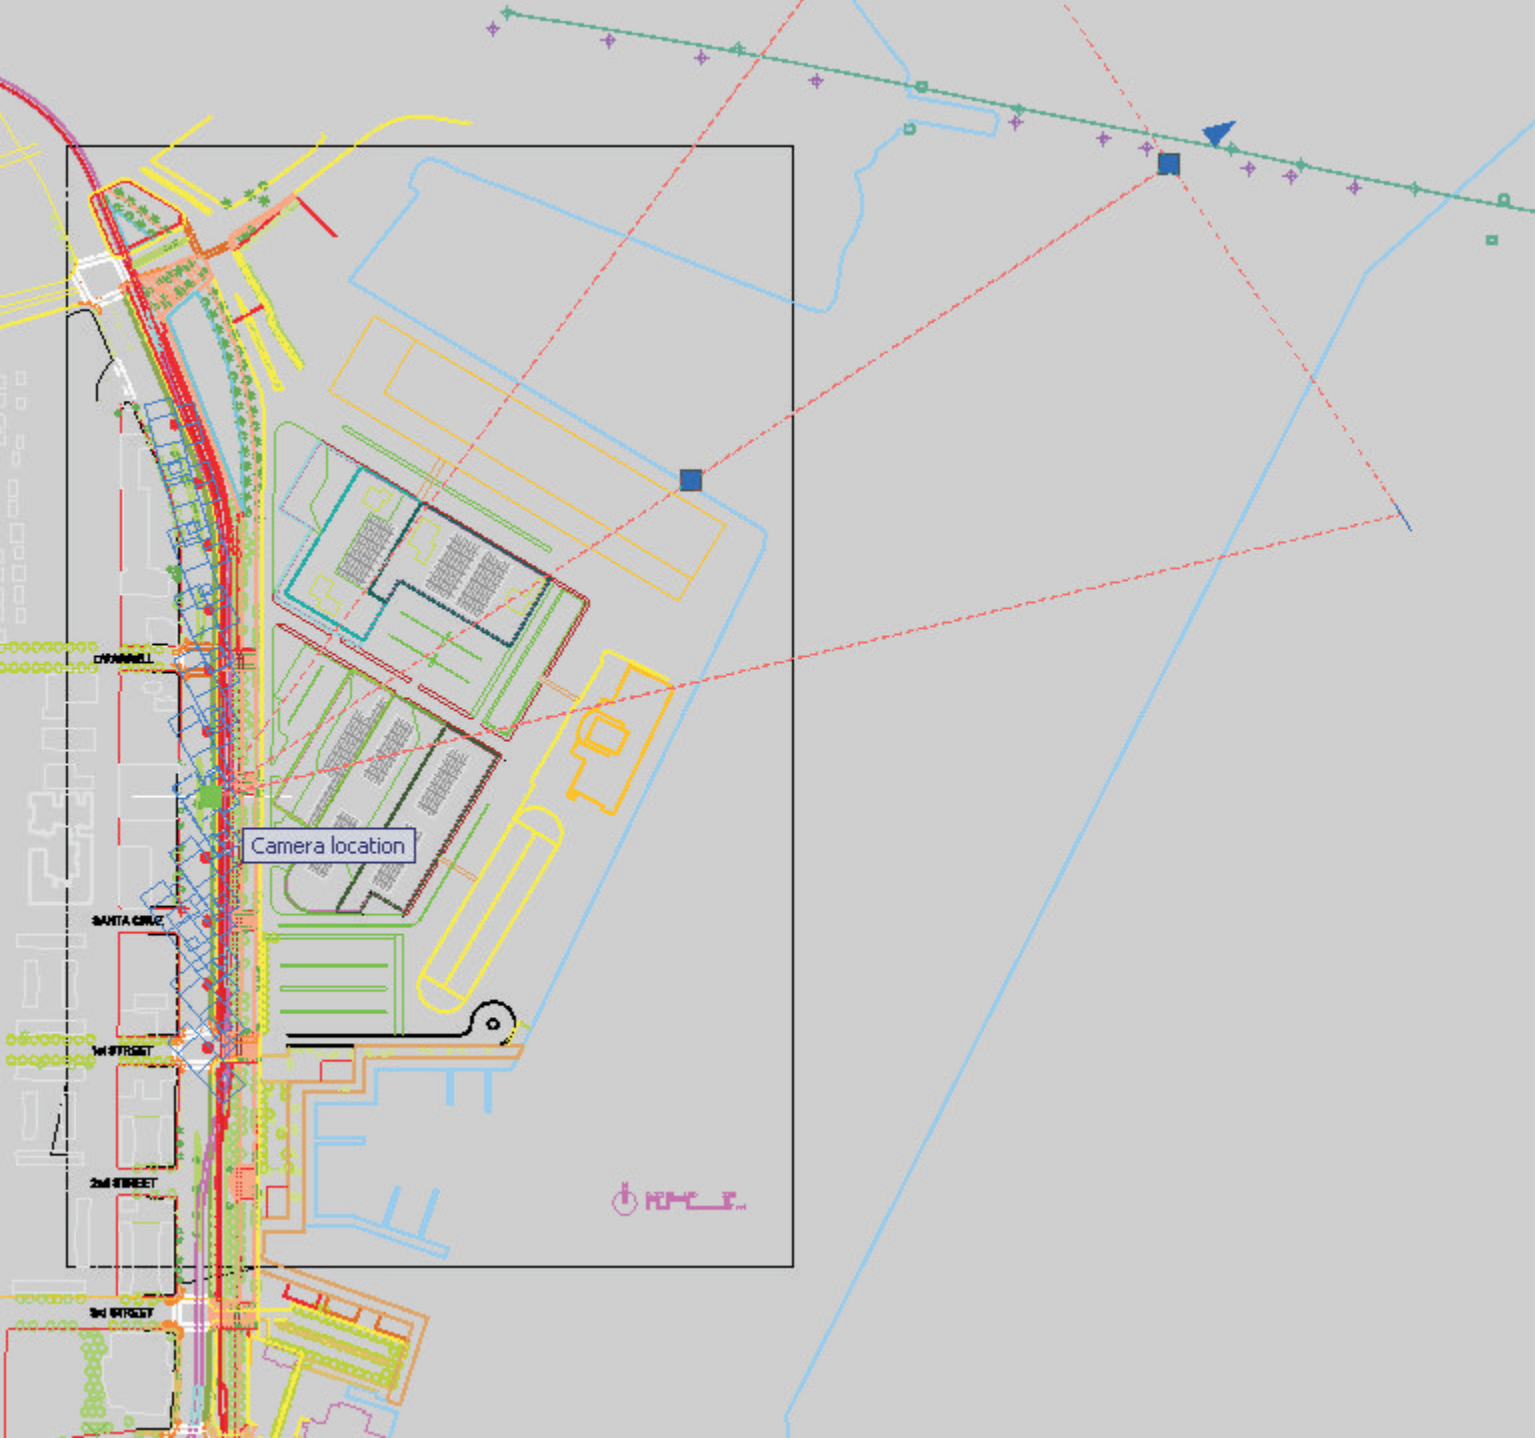 Camera location
SANTA CRUZ
1st STREET
2nd STREET
3rd STREET